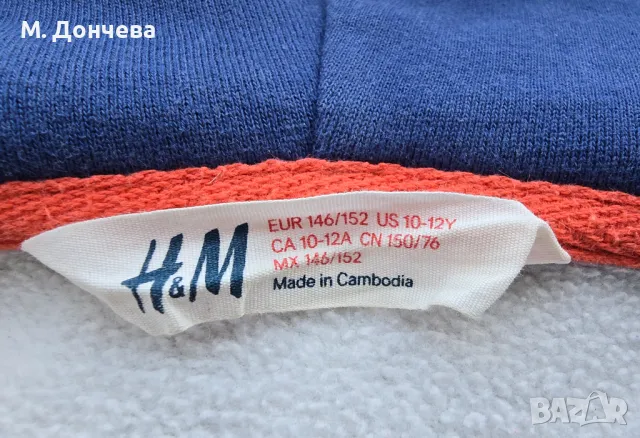 М. Дончева
H&M
EUR 146/152 US 10-12Y
CA 10-12A CN 150/76
MX 146/152
Made in Cambodia
BAZAR